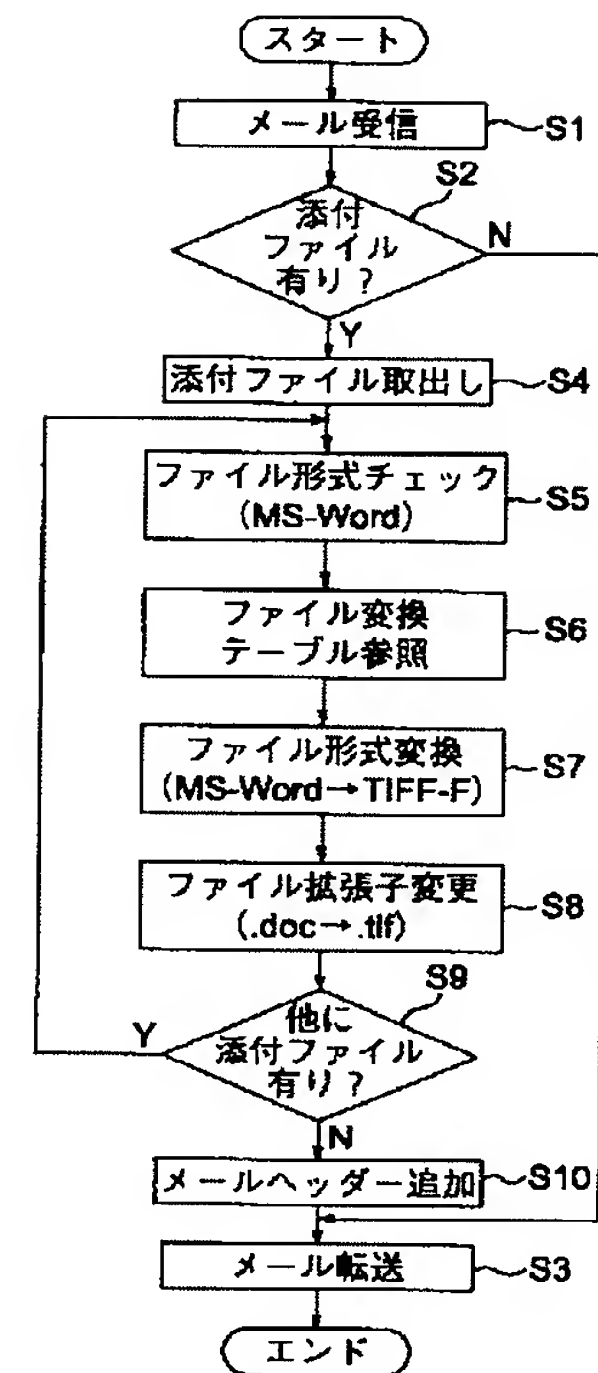 スタート
メール受信
S1
S2
添付
ファイル
有り？
N
Y
添付ファイル取出し
S4
ファイル形式チェック
(MS-Word)
S5
ファイル変換
テーブル参照
S6
ファイル形式変換
(MS-Word→TIFF-F)
S7
ファイル拡張子変更
(.doc→.tif)
S8
S9
他に
添付ファイル
有り？
Y
N
メールヘッダー追加
S10
メール転送
S3
エンド